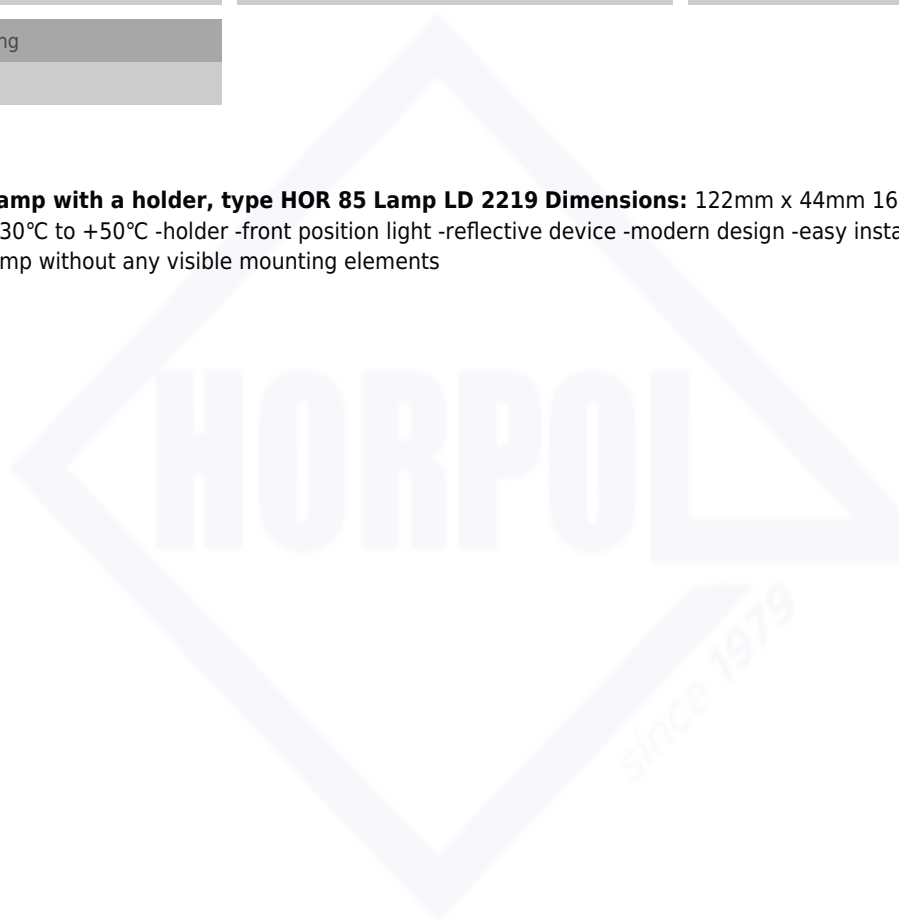 ng
amp with a holder, type HOR 85 Lamp LD 2219 Dimensions: 122mm x 44mm 16
30°C to +50°C -holder -front position light -reflective device -modern design -easy insta
mp without any visible mounting elements
HORPOL
since 1979